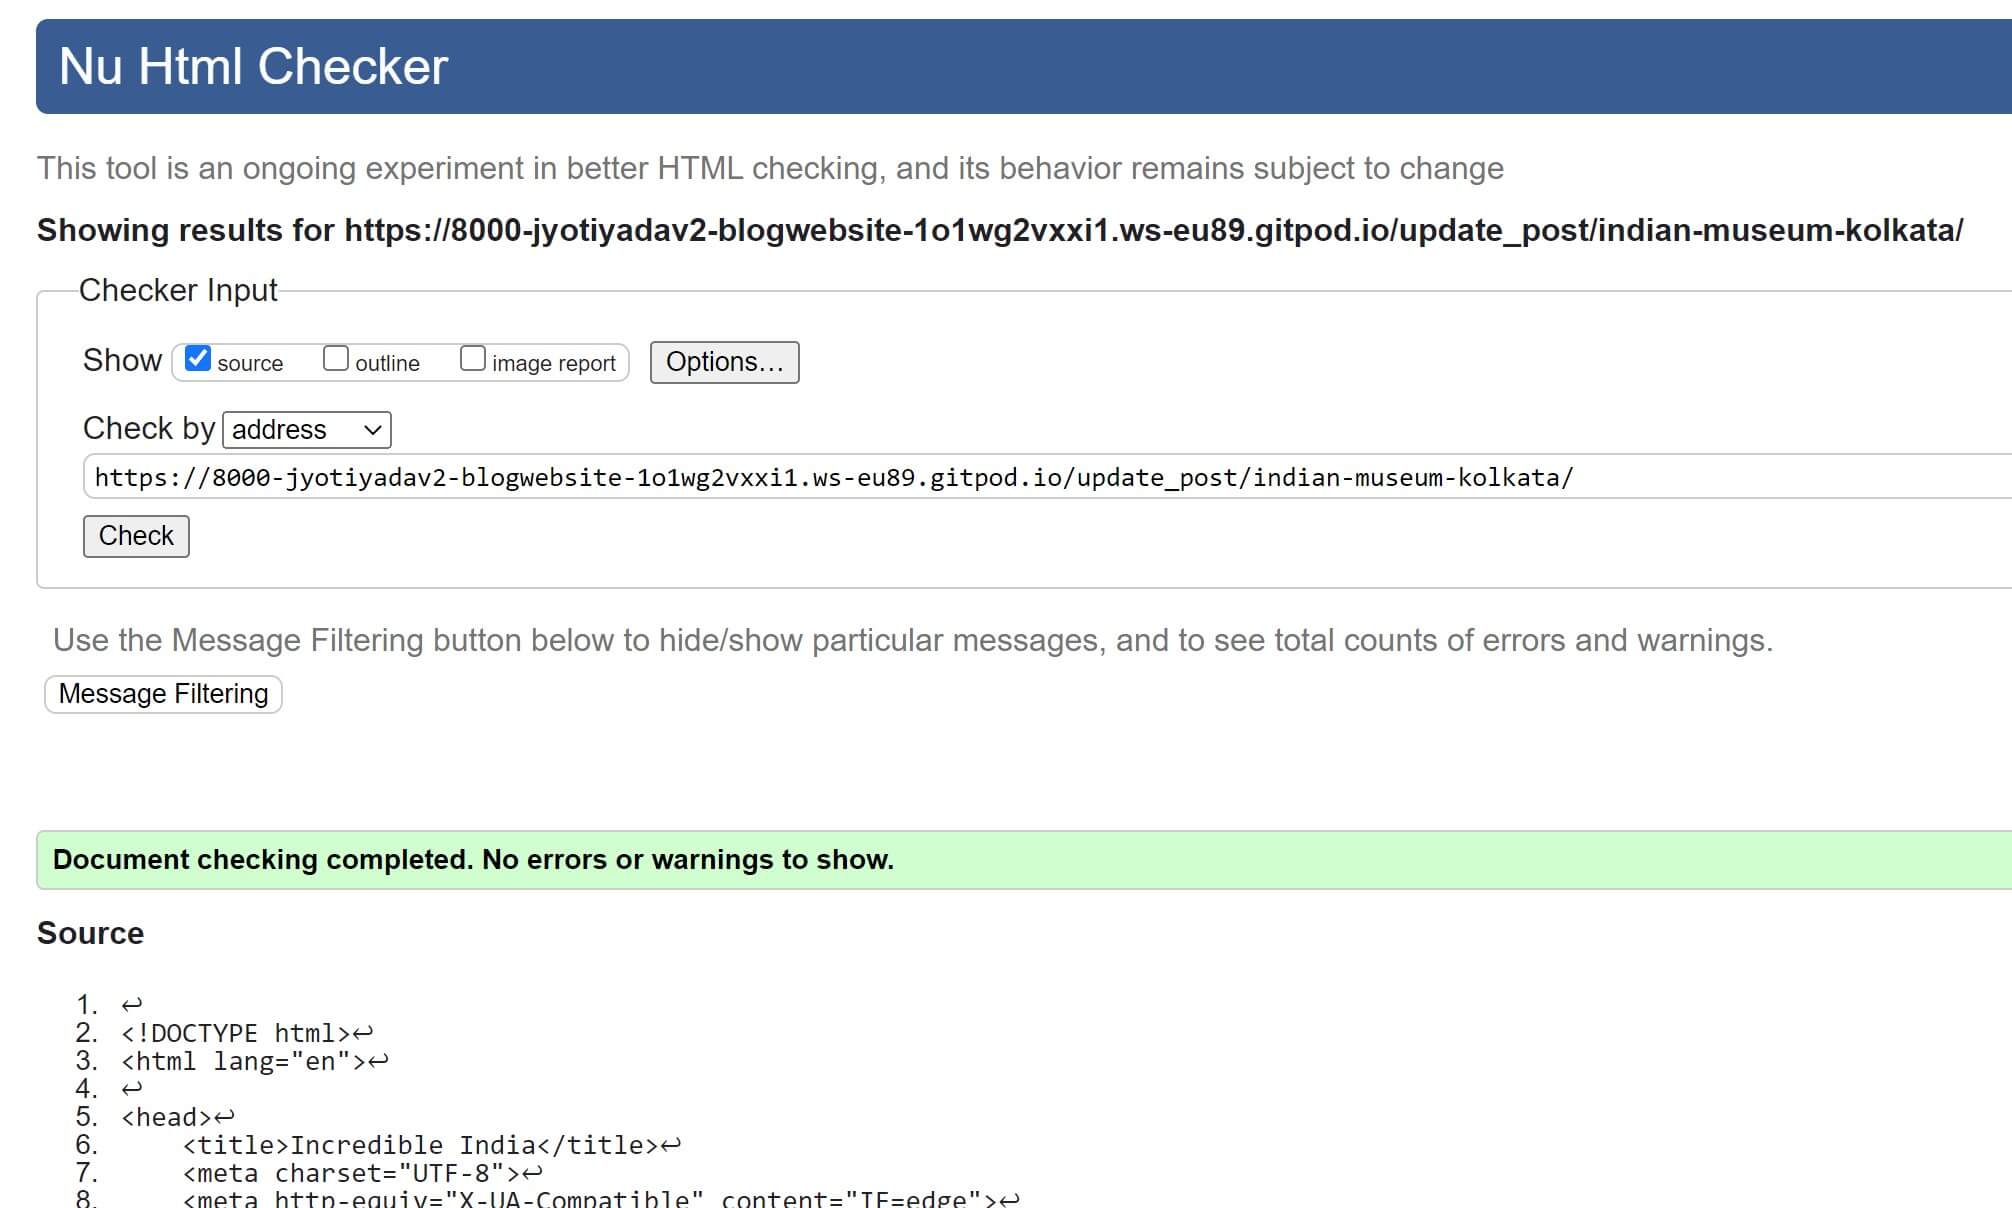 Nu Html Checker
This tool is an ongoing experiment in better HTML checking, and its behavior remains subject to change
Showing results for https://8000-jyotiyadav2-blogwebsite-1o1wg2vxxi1.ws-eu89.gitpod.io/update_post/indian-museum-kolkata/
Checker Input
Show source outline image report Options...
Check by address
https://8000-jyotiyadav2-blogwebsite-1o1wg2vxxi1.ws-eu89.gitpod.io/update_post/indian-museum-kolkata/
Check
Use the Message Filtering button below to hide/show particular messages, and to see total counts of errors and warnings.
Message Filtering
Document checking completed. No errors or warnings to show.
Source
1. ↩
2. <!DOCTYPE html>↩
3. <html lang="en">↩
4. ↩
5. <head>↩
6. <title>Incredible India</title>↩
7. <meta charset="UTF-8">↩
8. <meta http-equiv="X-UA-Compatible" content="IE=edge">↩